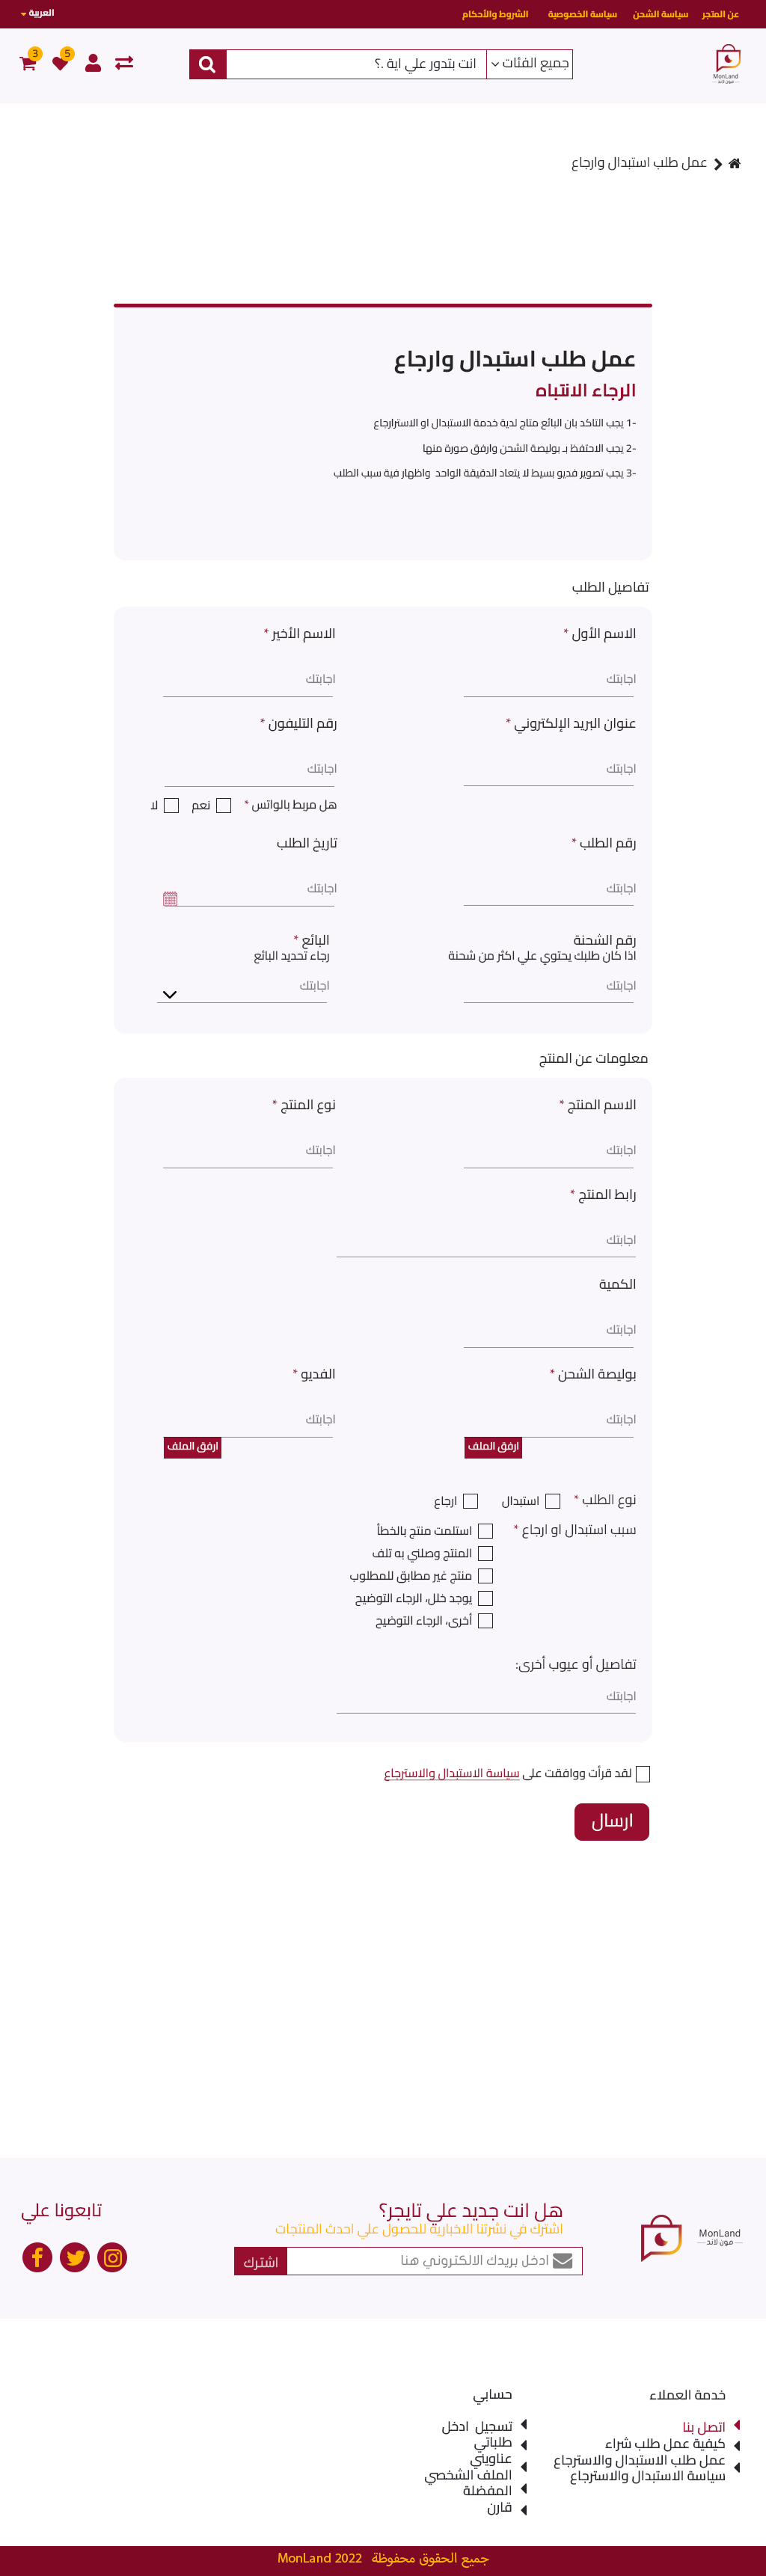 عن المتجر سياسة الشحن سياسة الخصوصية الشروط والأحكام العربية
MonLand
مون لاند
جميع الفئات انت بتدور علي اية .؟ 5 3
عمل طلب استبدال وارجاع
عمل طلب استبدال وارجاع
الرجاء الانتباه
1- يجب التاكد بان البائع متاح لدية خدمة الاستبدال او الاسترارجاع
2- يجب الاحتفظ بـ بوليصة الشحن وارفق صورة منها
3- يجب تصوير فديو بسيط لا يتعاد الدقيقة الواحد واظهار فية سبب الطلب
تفاصيل الطلب
الاسم الأول * الاسم الأخير *
اجابتك اجابتك
عنوان البريد الإلكتروني * رقم التليفون *
اجابتك اجابتك
هل مربط بالواتس * نعم لا
رقم الطلب * تاريخ الطلب
اجابتك اجابتك
رقم الشحنة البائع *
اذا كان طلبك يحتوي علي اكثر من شحنة رجاء تحديد البائع
اجابتك اجابتك
معلومات عن المنتج
الاسم المنتج * نوع المنتج *
اجابتك اجابتك
رابط المنتج *
اجابتك
الكمية
اجابتك
بوليصة الشحن * الفديو *
اجابتك اجابتك
ارفق الملف ارفق الملف
نوع الطلب * استبدال ارجاع
سبب استبدال او ارجاع * استلمت منتج بالخطأ
المنتج وصلني به تلف
منتج غير مطابق للمطلوب
يوجد خلل، الرجاء التوضيح
أخرى، الرجاء التوضيح
تفاصيل أو عيوب أخرى:
اجابتك
لقد قرأت ووافقت على سياسة الاستبدال والاسترجاع
ارسال
MonLand
مون لاند
هل انت جديد علي تايجر؟
اشترك في نشرتنا الاخبارية للحصول علي احدث المنتجات
ادخل بريدك الالكتروني هنا اشترك
تابعونا علي
خدمة العملاء
اتصل بنا
كيفية عمل طلب شراء
عمل طلب الاستبدال والاسترجاع
سياسة الاستبدال والاسترجاع
حسابي
تسجيل ادخل
طلباتي
عناويني
الملف الشخصي
المفضلة
قارن
جميع الحقوق محفوظة MonLand 2022